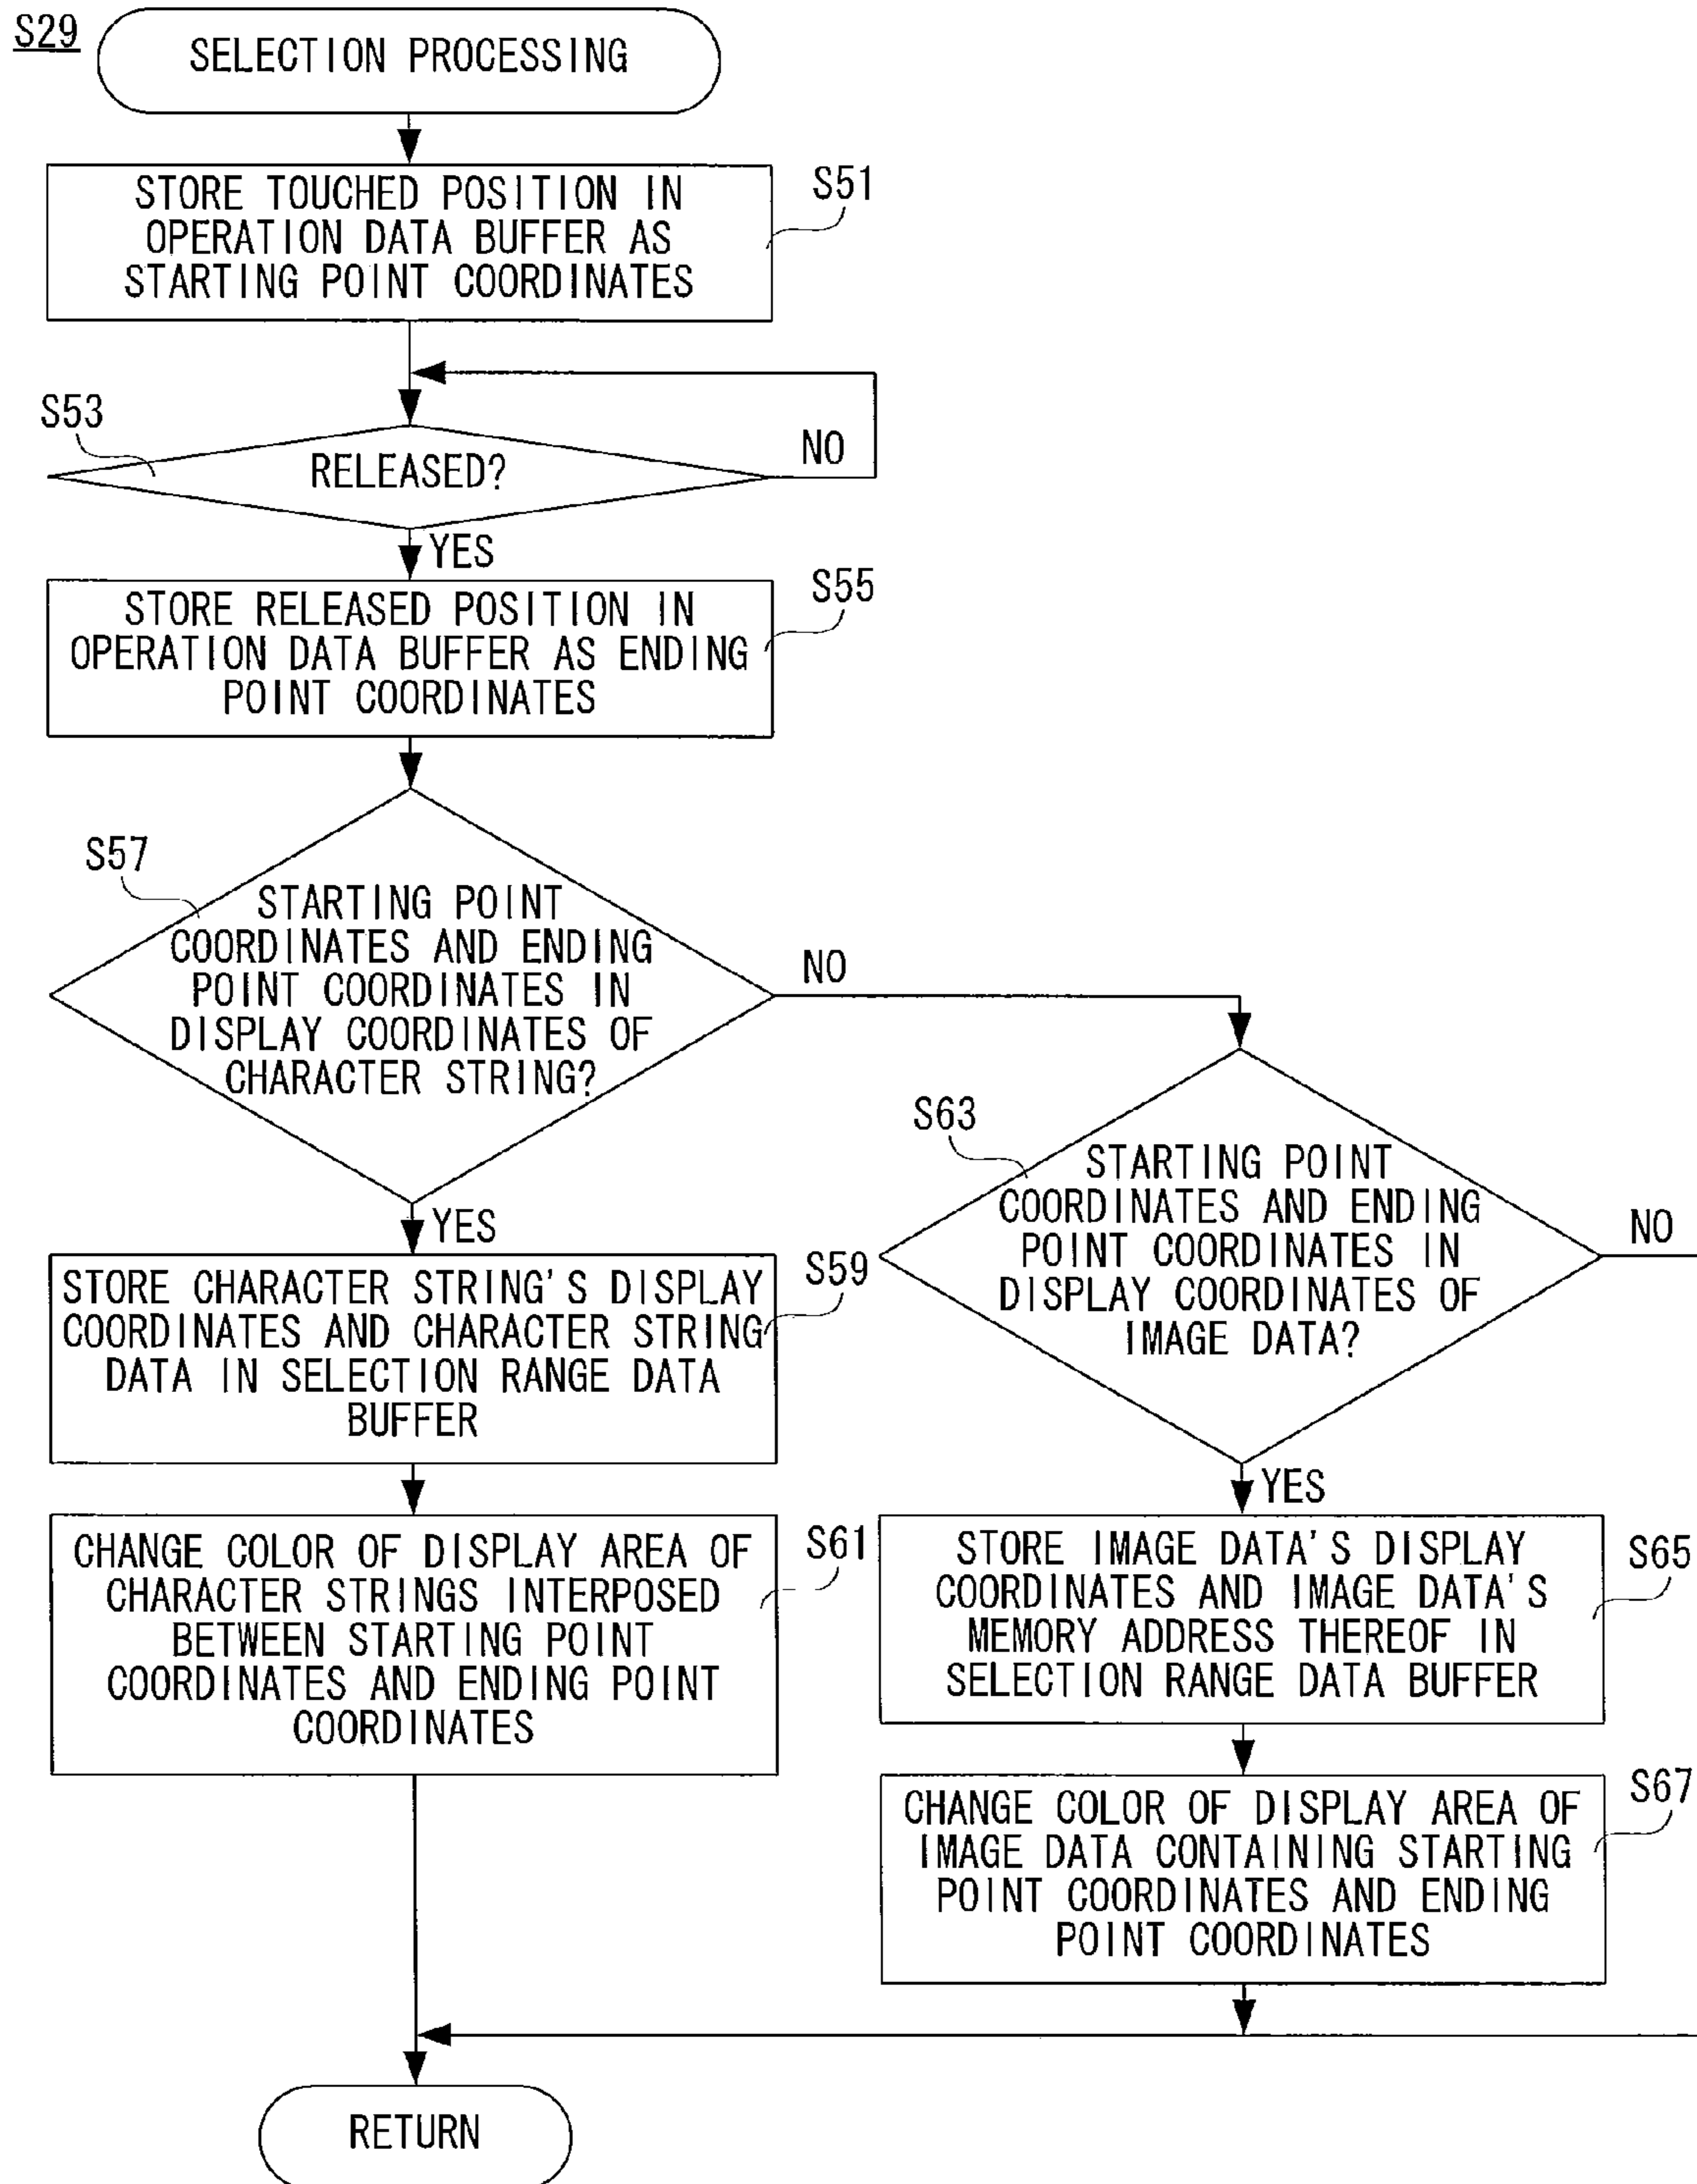 S29
SELECTION PROCESSING
STORE TOUCHED POSITION IN
OPERATION DATA BUFFER AS
STARTING POINT COORDINATES
S51
S53
RELEASED?
NO
YES
STORE RELEASED POSITION IN
OPERATION DATA BUFFER AS ENDING
POINT COORDINATES
S55
S57
STARTING POINT
COORDINATES AND ENDING
POINT COORDINATES IN
DISPLAY COORDINATES OF
CHARACTER STRING?
NO
YES
STORE CHARACTER STRING'S DISPLAY
COORDINATES AND CHARACTER STRING
DATA IN SELECTION RANGE DATA
BUFFER
S59
CHANGE COLOR OF DISPLAY AREA OF
CHARACTER STRINGS INTERPOSED
BETWEEN STARTING POINT
COORDINATES AND ENDING POINT
COORDINATES
S61
S63
STARTING POINT
COORDINATES AND ENDING
POINT COORDINATES IN
DISPLAY COORDINATES OF
IMAGE DATA?
NO
YES
STORE IMAGE DATA'S DISPLAY
COORDINATES AND IMAGE DATA'S
MEMORY ADDRESS THEREOF IN
SELECTION RANGE DATA BUFFER
S65
CHANGE COLOR OF DISPLAY AREA OF
IMAGE DATA CONTAINING STARTING
POINT COORDINATES AND ENDING
POINT COORDINATES
S67
RETURN